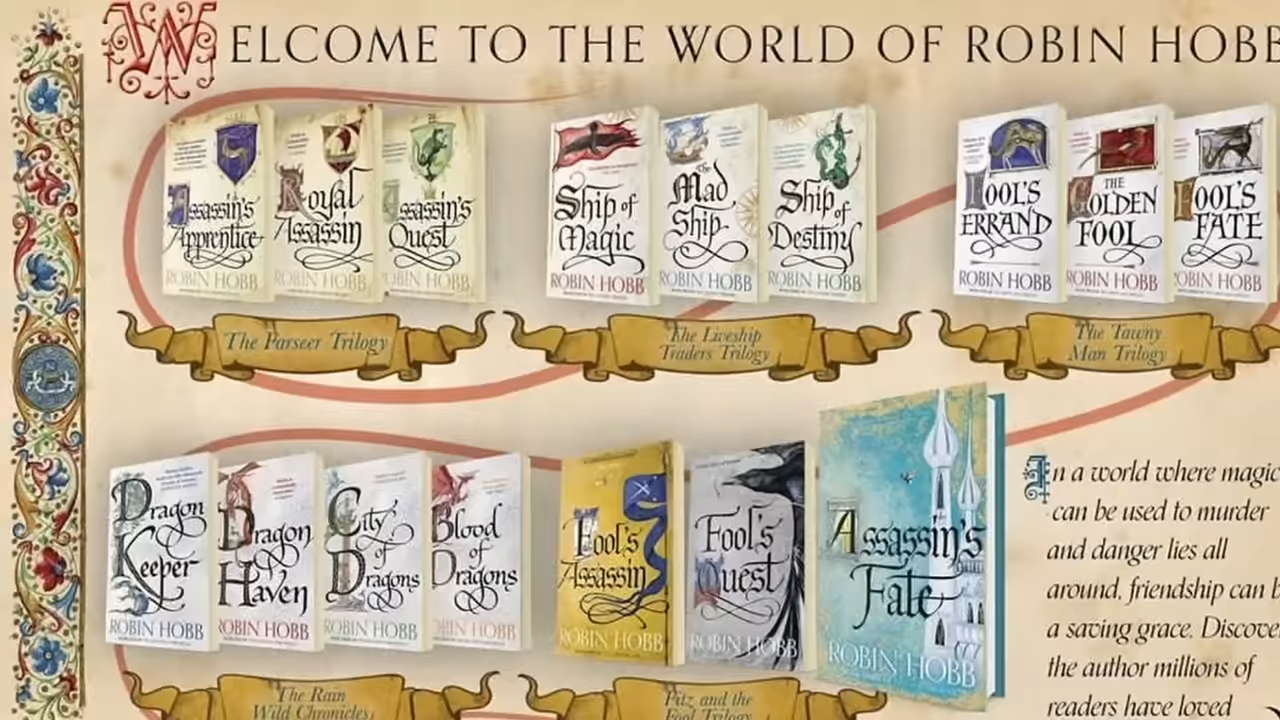 WELCOME TO THE WORLD OF ROBIN HOBB
Assassin's
Apprentice
ROBIN HOBB
Royal
Assassin
ROBIN HOBB
Assassin's
Quest
ROBIN HOBB
Ship of
Magic
ROBIN HOBB
The
Mad
Ship
ROBIN HOBB
Ship of
Destiny
ROBIN HOBB
FOOL'S
ERRAND
ROBIN HOBB
THE
GOLDEN
FOOL
ROBIN HOBB
FOOL'S
FATE
ROBIN HOBB
The Farseer Trilogy
The Liveship
Traders Trilogy
The Tawny
Man Trilogy
Dragon
Keeper
ROBIN HOBB
Dragon
Haven
ROBIN HOBB
City
of
Dragons
ROBIN HOBB
Blood
of
Dragons
ROBIN HOBB
Fool's
Assassin
ROBIN HOBB
Fool's
Quest
ROBIN HOBB
Assassin's
Fate
ROBIN HOBB
The Rain
Wild Chronicles
Fitz and the
Fool Trilogy
In a world where magic
can be used to murder
and danger lies all
around, friendship can b
a saving grace. Discove
the author millions of
readers have loved